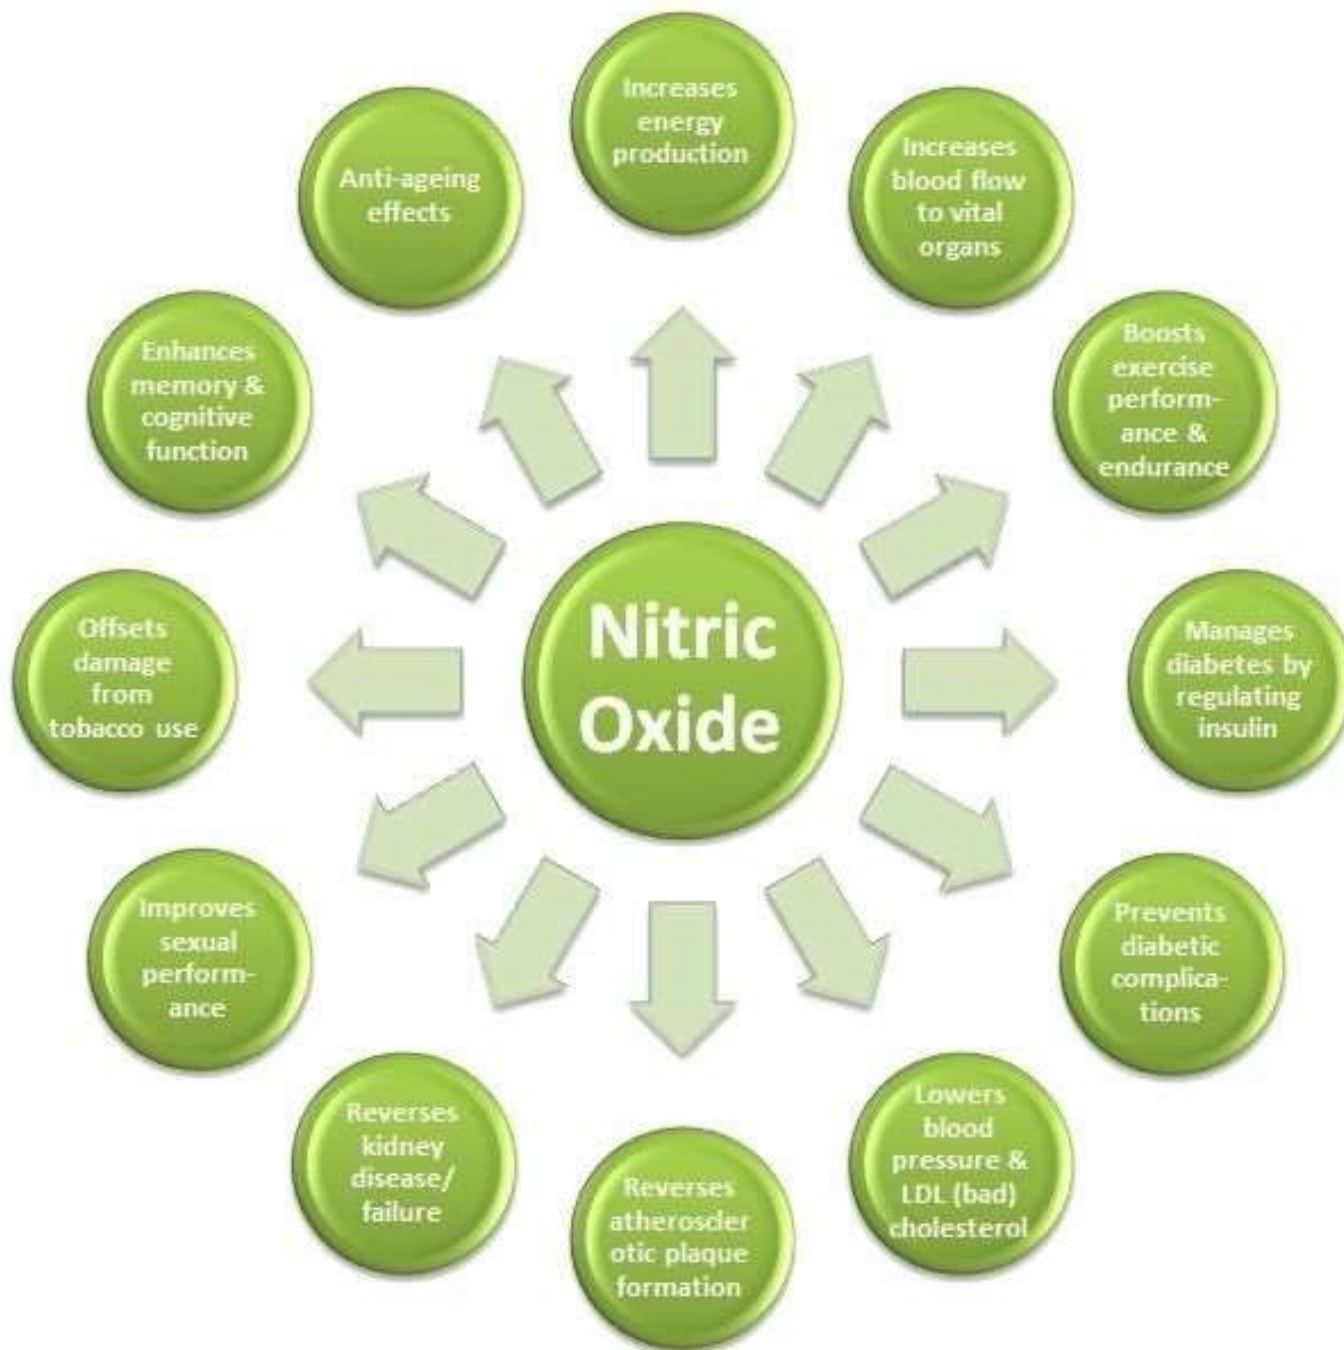 Increases
energy
production
Increases
blood flow
to vital
organs
Boosts
exercise
perform-
ance &
endurance
Manages
diabetes by
regulating
insulin
Prevents
diabetic
complica-
tions
Lowers
blood
pressure &
LDL (bad)
cholesterol
Reverses
atheroscler
otic plaque
formation
Reverses
kidney
disease/
failure
Improves
sexual
perform-
ance
Offsets
damage
from
tobacco use
Enhances
memory &
cognitive
function
Anti-ageing
effects
Nitric
Oxide